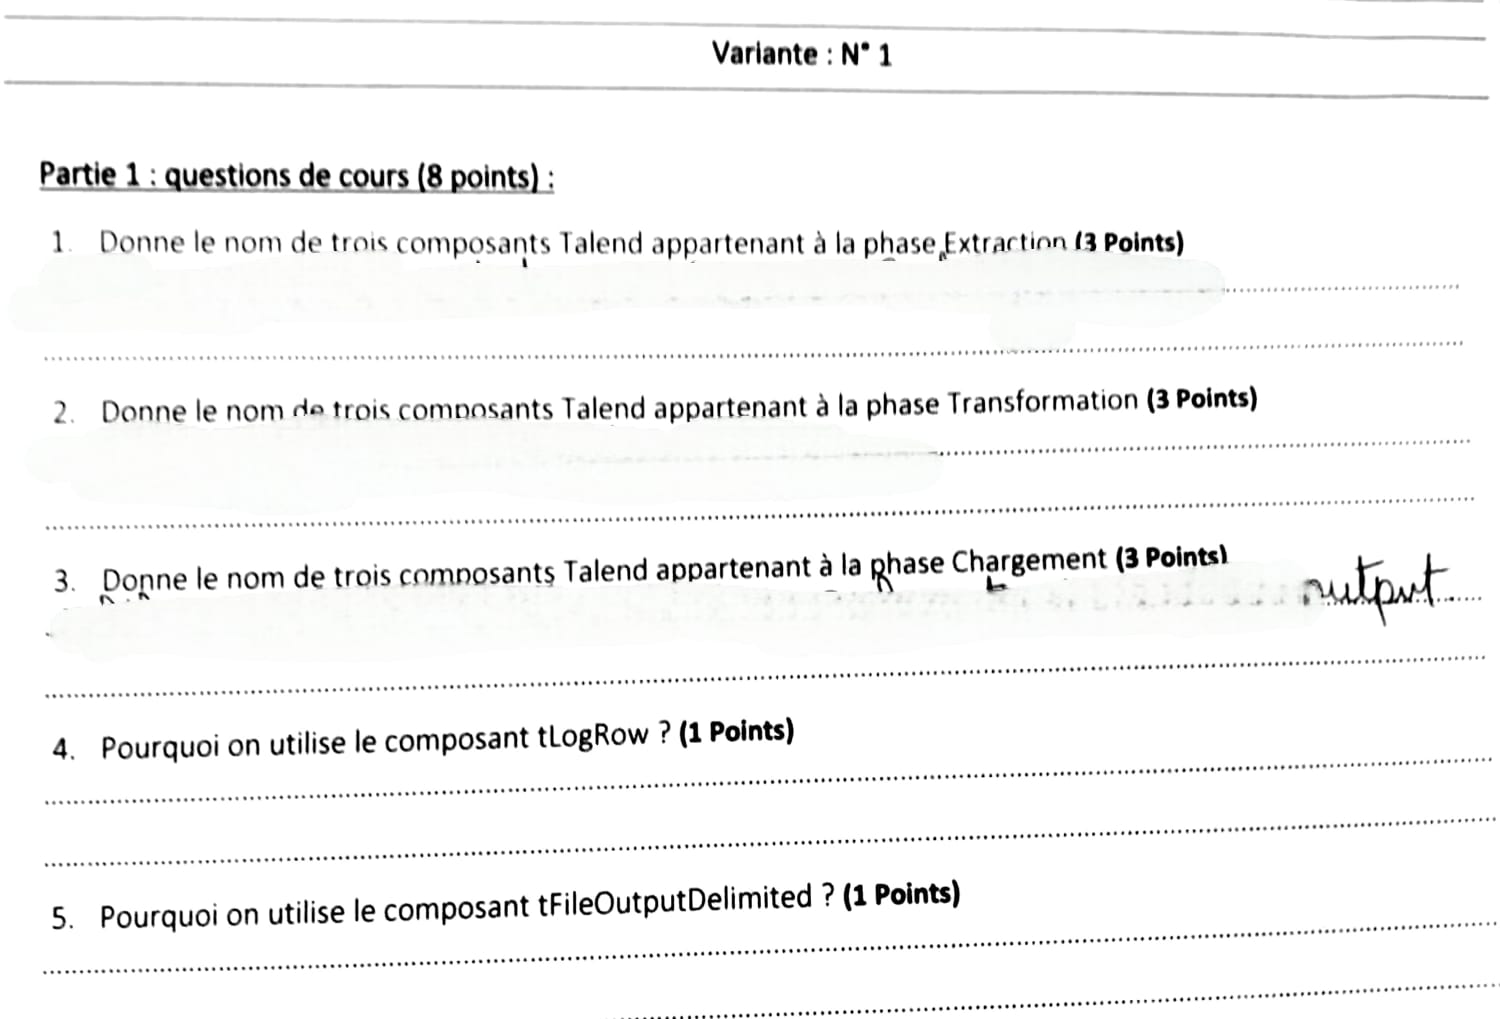 Variante : N° 1
Partie 1 : questions de cours (8 points) :
1. Donne le nom de trois composants Talend appartenant à la phase Extraction (3 Points)
2. Donne le nom de trois composants Talend appartenant à la phase Transformation (3 Points)
3. Donne le nom de trois composants Talend appartenant à la phase Chargement (3 Points)
output
4. Pourquoi on utilise le composant tLogRow ? (1 Points)
5. Pourquoi on utilise le composant tFileOutputDelimited ? (1 Points)